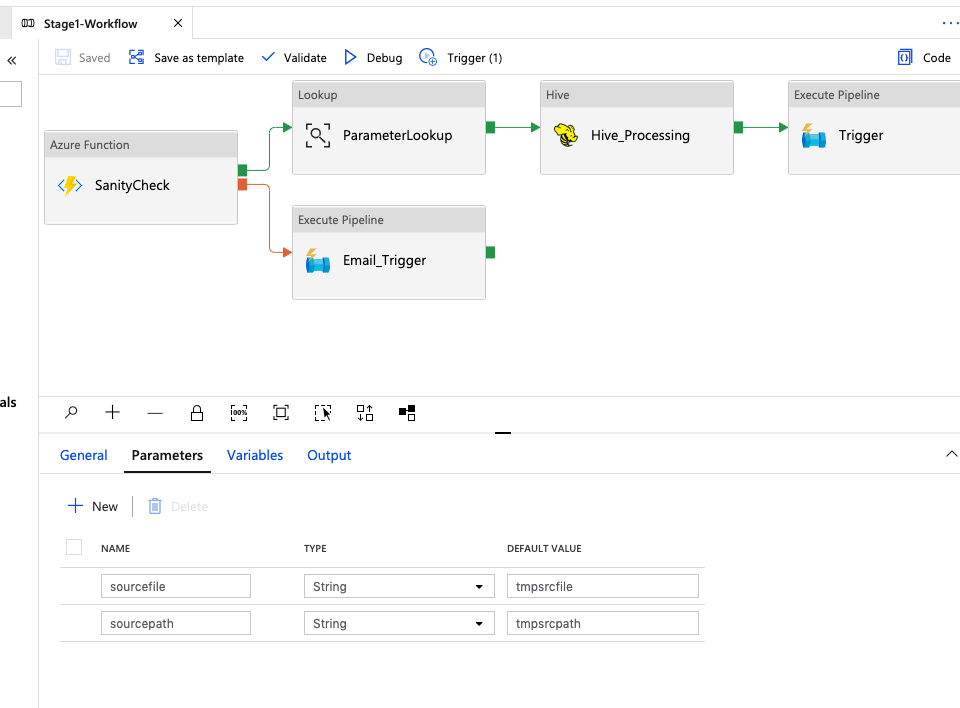 Stage1-Workflow
Saved Save as template Validate Debug Trigger (1) Code
Lookup
ParameterLookup
Hive
Hive_Processing
Execute Pipeline
Trigger
Azure Function
SanityCheck
Execute Pipeline
Email_Trigger
als
100%
General Parameters Variables Output
New Delete
NAME TYPE DEFAULT VALUE
sourcefile String tmpsrcfile
sourcepath String tmpsrcpath